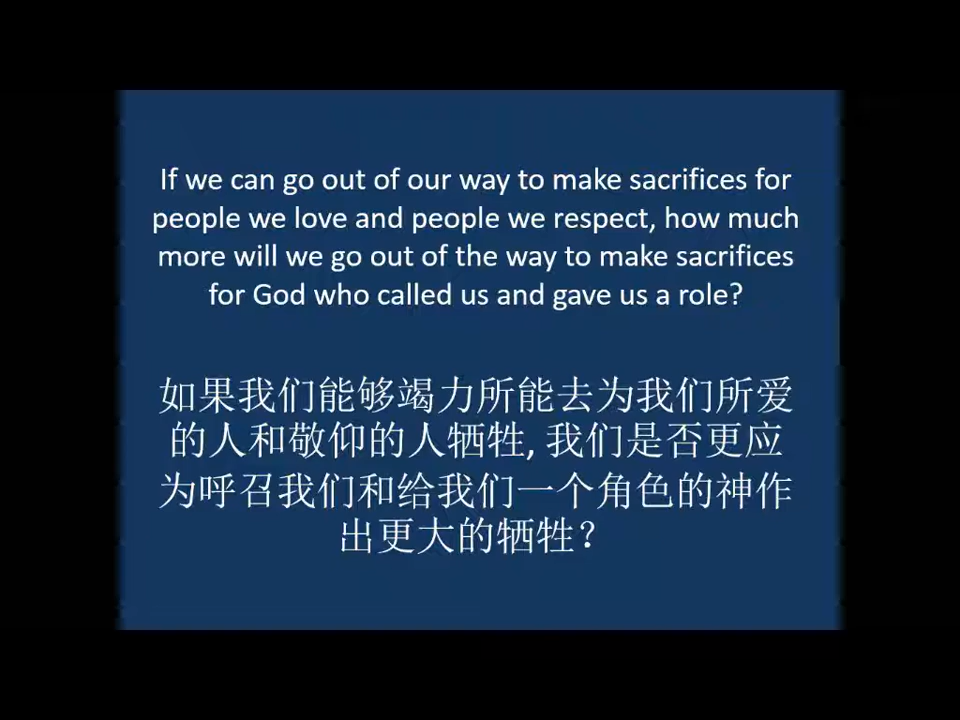 If we can go out of our way to make sacrifices for
people we love and people we respect, how much
more will we go out of the way to make sacrifices
for God who called us and gave us a role?
如果我们能够竭力所能去为我们所爱
的人和敬仰的人牺牲, 我们是否更应
为呼召我们和给我们一个角色的神作
出更大的牺牲？